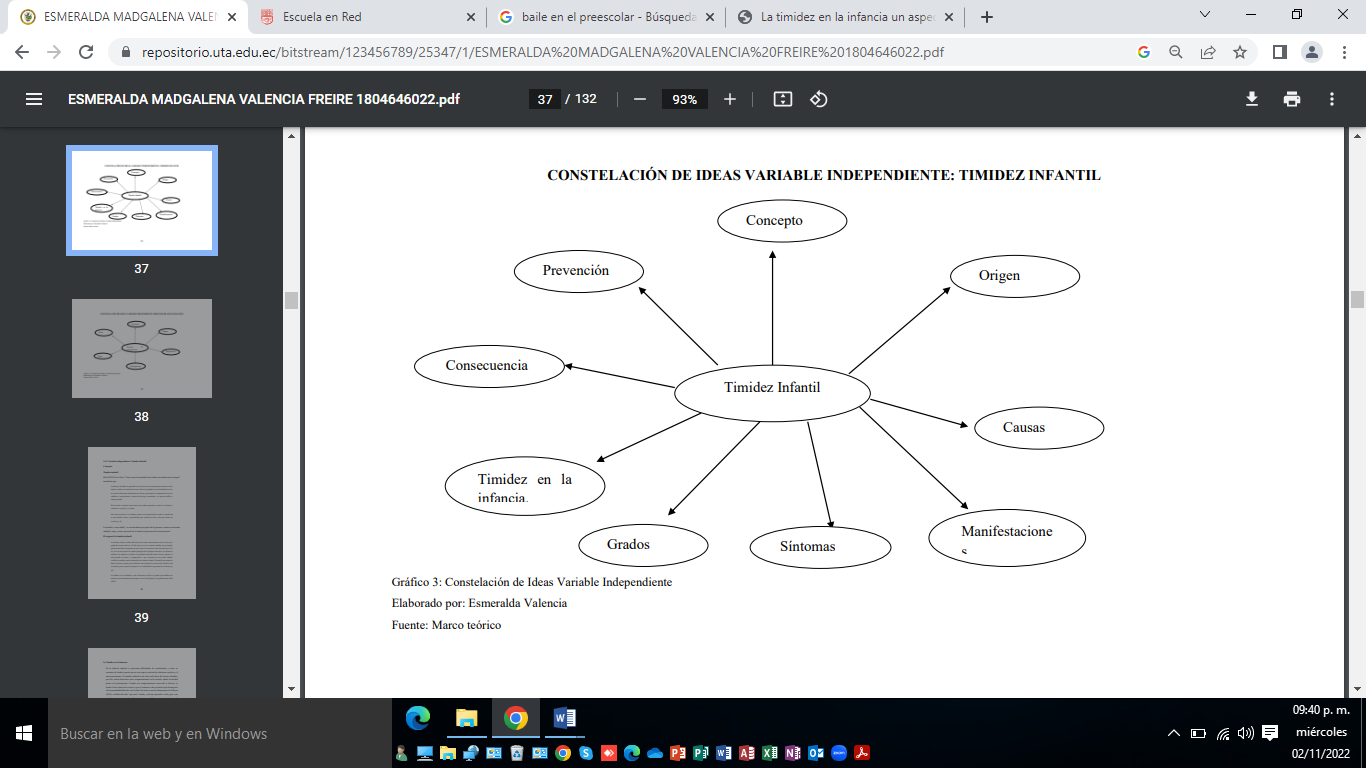 ESMERALDA MADGALENA VALEN
Escuela en Red
baile en el preescolar - Búsqueda
La timidez en la infancia un aspe
repositorio.uta.edu.ec/bitstream/123456789/25347/1/ESMERALDA%20MADGALENA%20VALENCIA%20FREIRE%201804646022.pdf
ESMERALDA MADGALENA VALENCIA FREIRE 1804646022.pdf
37 / 132
93%
37
38
39
CONSTELACIÓN DE IDEAS VARIABLE INDEPENDIENTE: TIMIDEZ INFANTIL
Concepto
Prevención
Origen
Consecuencia
Timidez Infantil
Causas
Timidez en la
infancia.
Grados
Síntomas
Manifestacione
s
Gráfico 3: Constelación de Ideas Variable Independiente
Elaborado por: Esmeralda Valencia
Fuente: Marco teórico
Buscar en la web y en Windows
09:40 p. m.
miércoles
02/11/2022